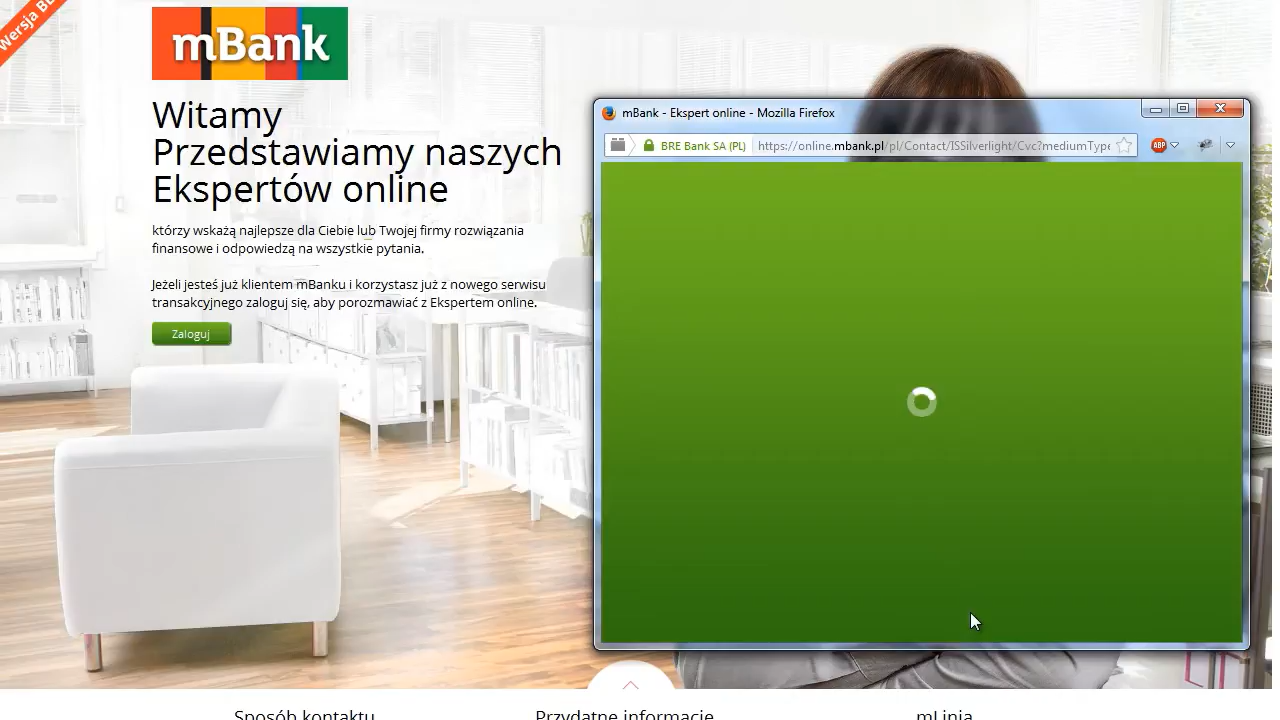 Wersja BE
mBank
Witamy
Przedstawiamy naszych
Ekspertów online
którzy wskażą najlepsze dla Ciebie lub Twojej firmy rozwiązania
finansowe i odpowiedzą na wszystkie pytania.
Jeżeli jesteś już klientem mBanku i korzystasz już z nowego serwisu
transakcyjnego zaloguj się, aby porozmawiać z Ekspertem online.
Zaloguj
mBank - Ekspert online - Mozilla Firefox
BRE Bank SA (PL)
https://online.mbank.pl/pl/Contact/ISSilverlight/Cvc?mediumType
ABP
Sposób kontaktu
Przydatne informacje
mLinia